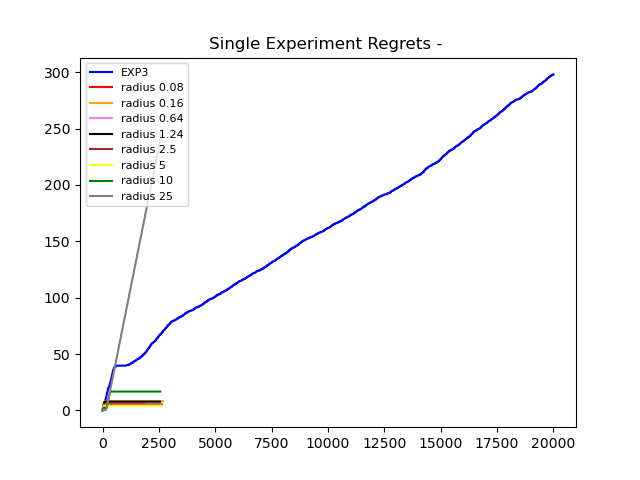 Single Experiment Regrets -
300
250
200
150
100
50
0
EXP3
radius 0.08
radius 0.16
radius 0.64
radius 1.24
radius 2.5
radius 5
radius 10
radius 25
0 2500 5000 7500 10000 12500 15000 17500 20000